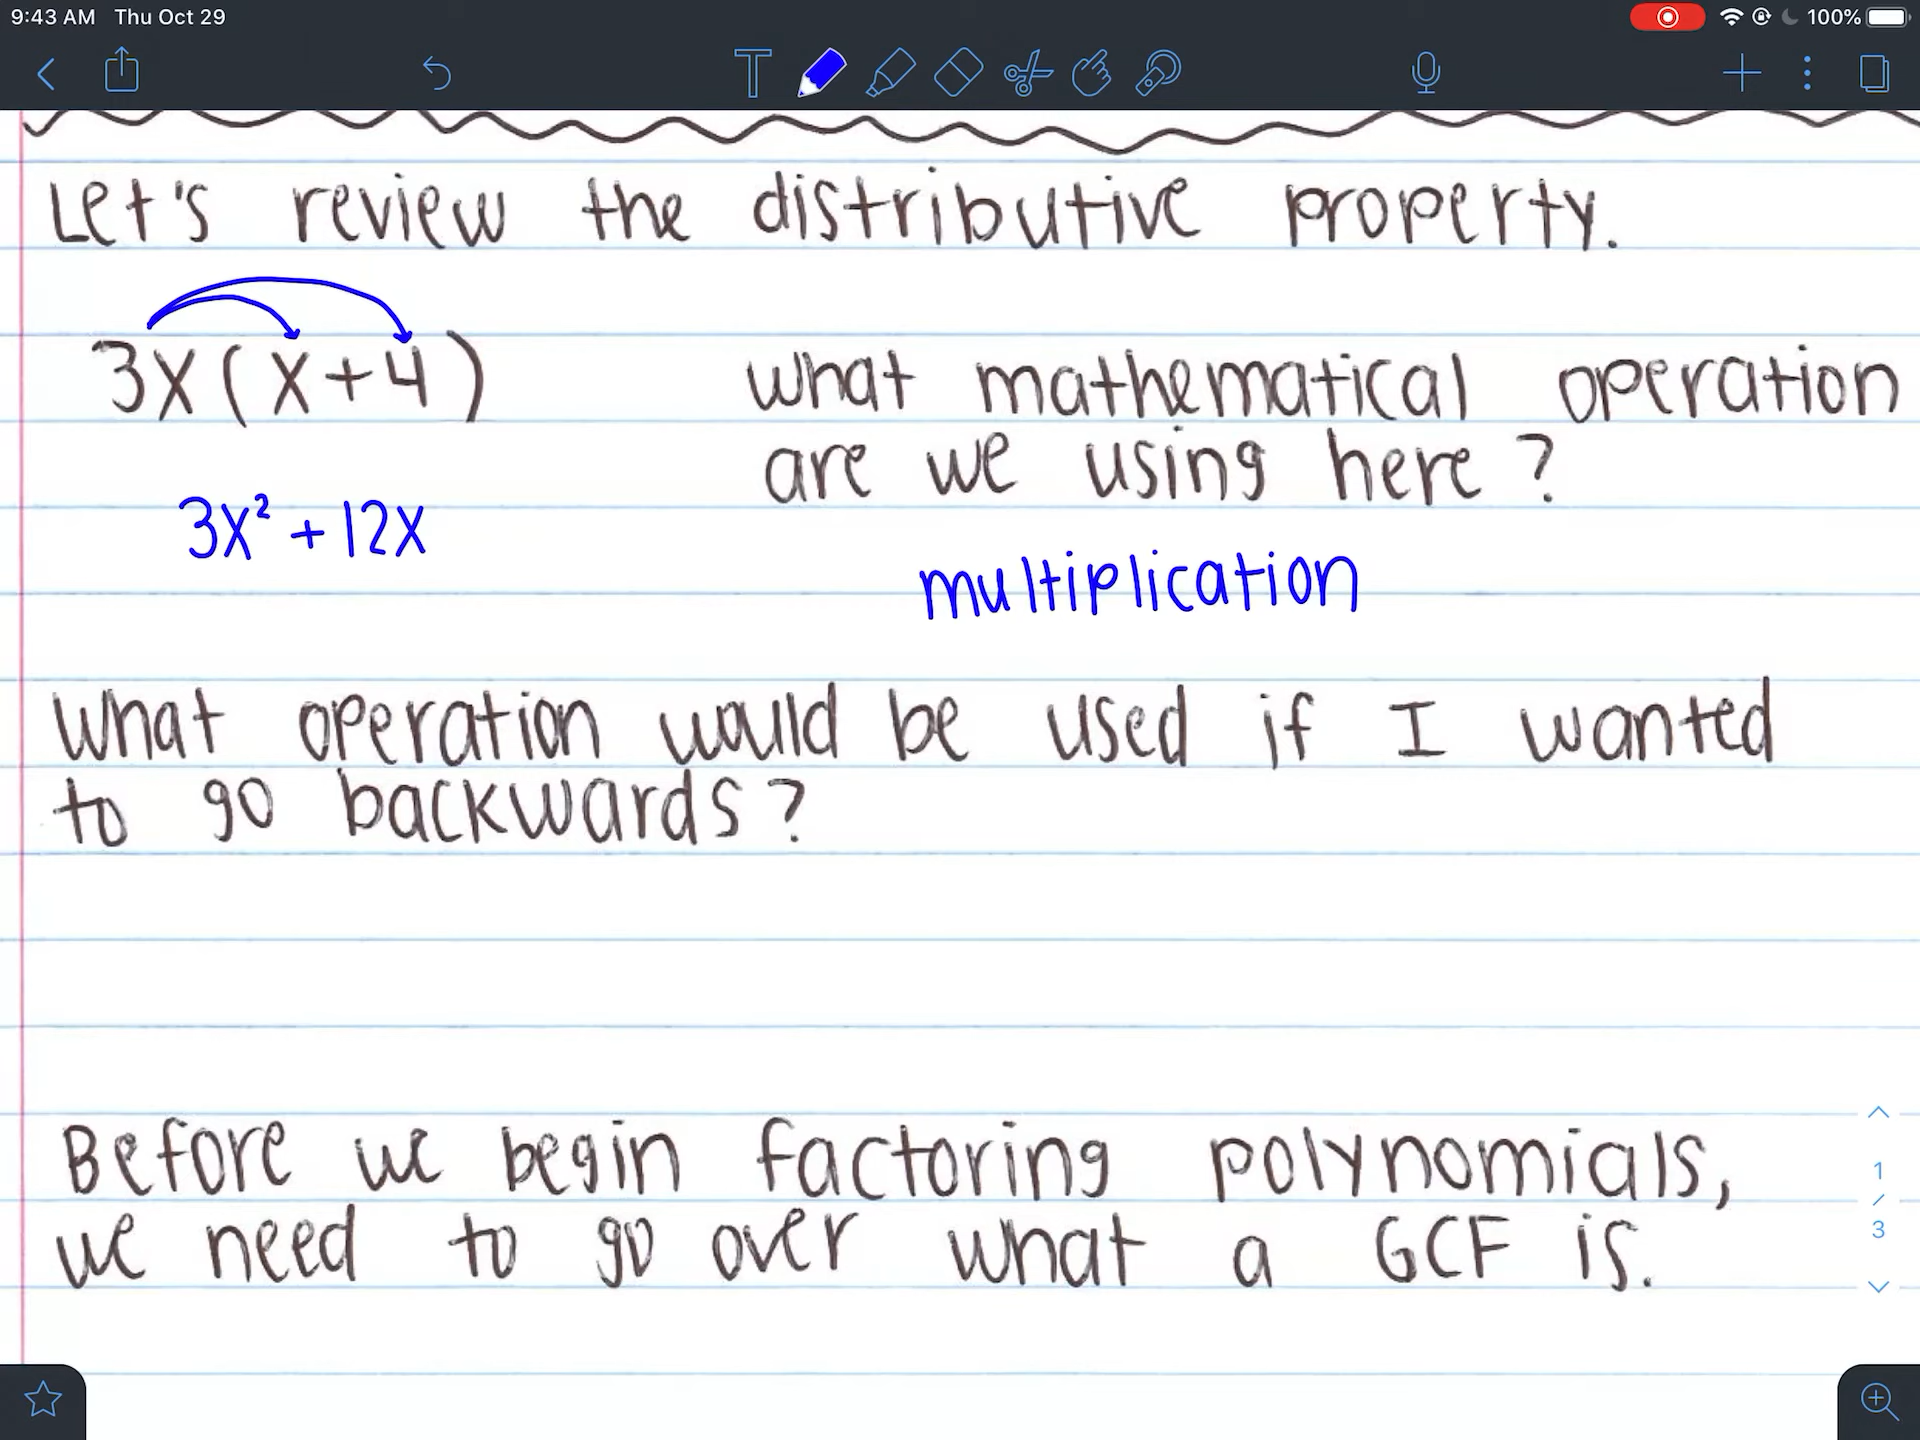 9:43 AM Thu Oct 29
100%
Let's review the distributive property.
3x(x+4)
what mathematical operation
are we using here?
3x² + 12x
multiplication
What operation would be used if I wanted
to go backwards?
Before we begin factoring polynomials,
we need to go over what a GCF is.
1
/
3